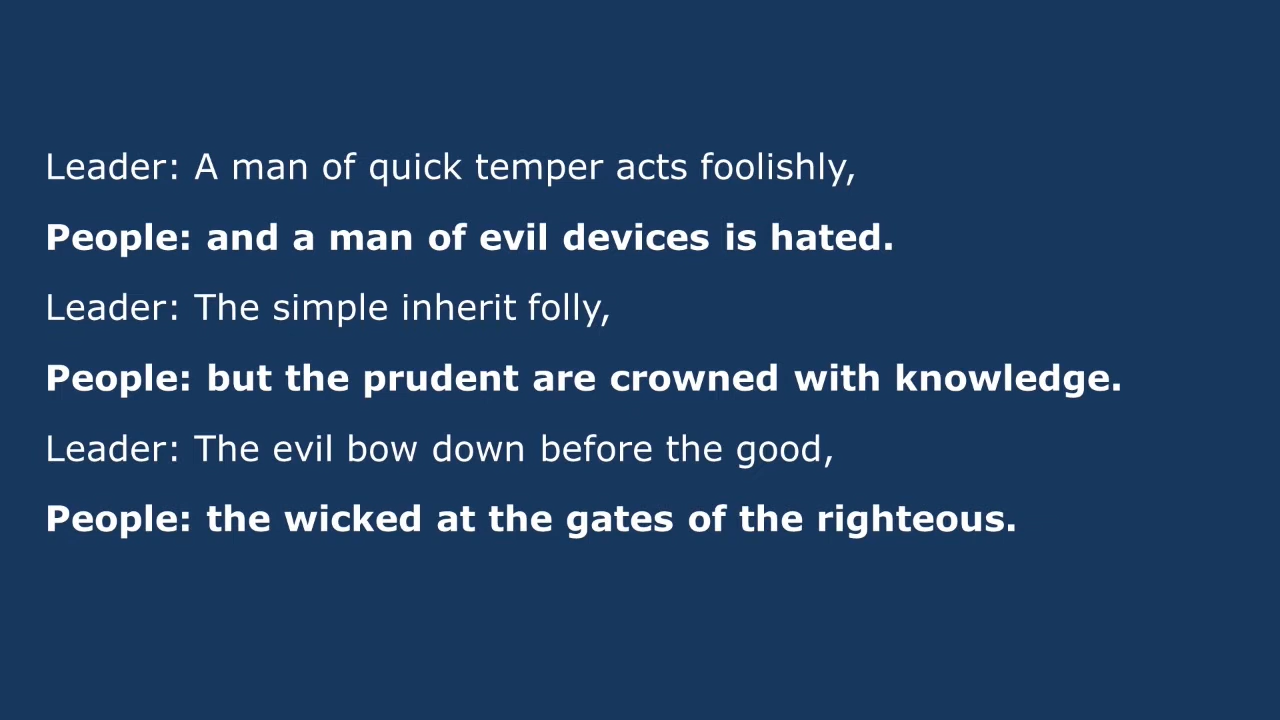 Leader: A man of quick temper acts foolishly,
People: and a man of evil devices is hated.
Leader: The simple inherit folly,
People: but the prudent are crowned with knowledge.
Leader: The evil bow down before the good,
People: the wicked at the gates of the righteous.